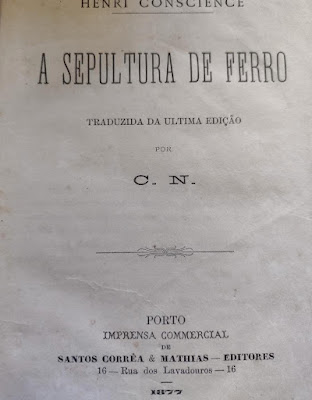 HENRI CONSCIENCE
A SEPULTURA DE FERRO
TRADUZIDA DA ULTIMA EDIÇÃO
POR
C. N.
PORTO
IMPRENSA COMMERCIAL
DE
SANTOS CORRÊA & MATHIAS — EDITORES
16 — Rua dos Lavadouros — 16
1877